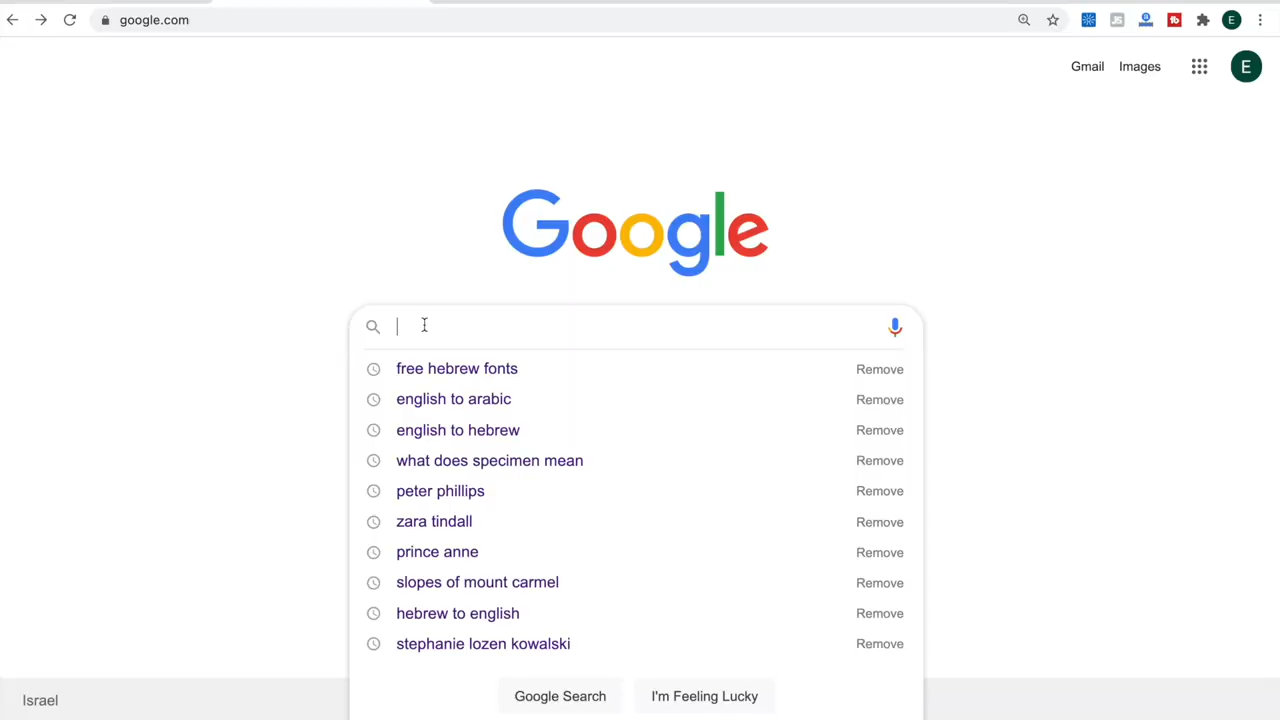 google.com
E
Gmail Images
E
Google
free hebrew fonts Remove
english to arabic Remove
english to hebrew Remove
what does specimen mean Remove
peter phillips Remove
zara tindall Remove
prince anne Remove
slopes of mount carmel Remove
hebrew to english Remove
stephanie lozen kowalski Remove
Google Search I'm Feeling Lucky
Israel